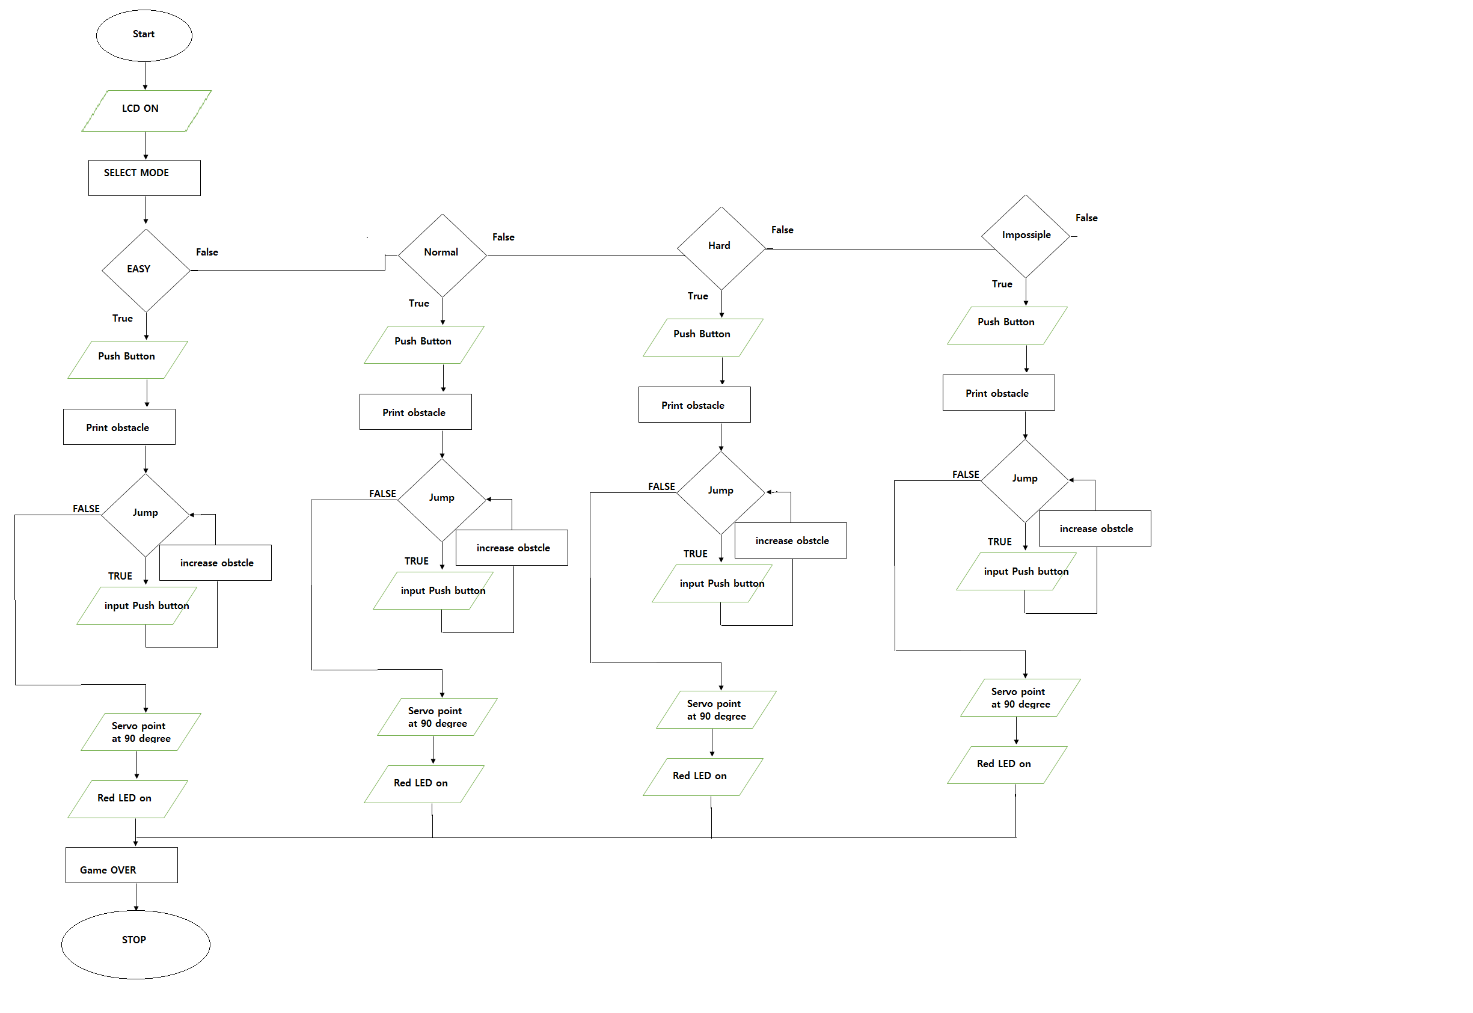 Start
LCD ON
SELECT MODE
EASY
False
True
Push Button
Print obstacle
Jump
FALSE
TRUE
increase obstcle
input Push button
Servo point
at 90 degree
Red LED on
Game OVER
STOP
Normal
False
True
Push Button
Print obstacle
Jump
FALSE
TRUE
increase obstcle
input Push button
Servo point
at 90 degree
Red LED on
Hard
False
True
Push Button
Print obstacle
Jump
FALSE
TRUE
increase obstcle
input Push button
Servo point
at 90 degree
Red LED on
Impossiple
False
True
Push Button
Print obstacle
Jump
FALSE
TRUE
increase obstcle
input Push button
Servo point
at 90 degree
Red LED on